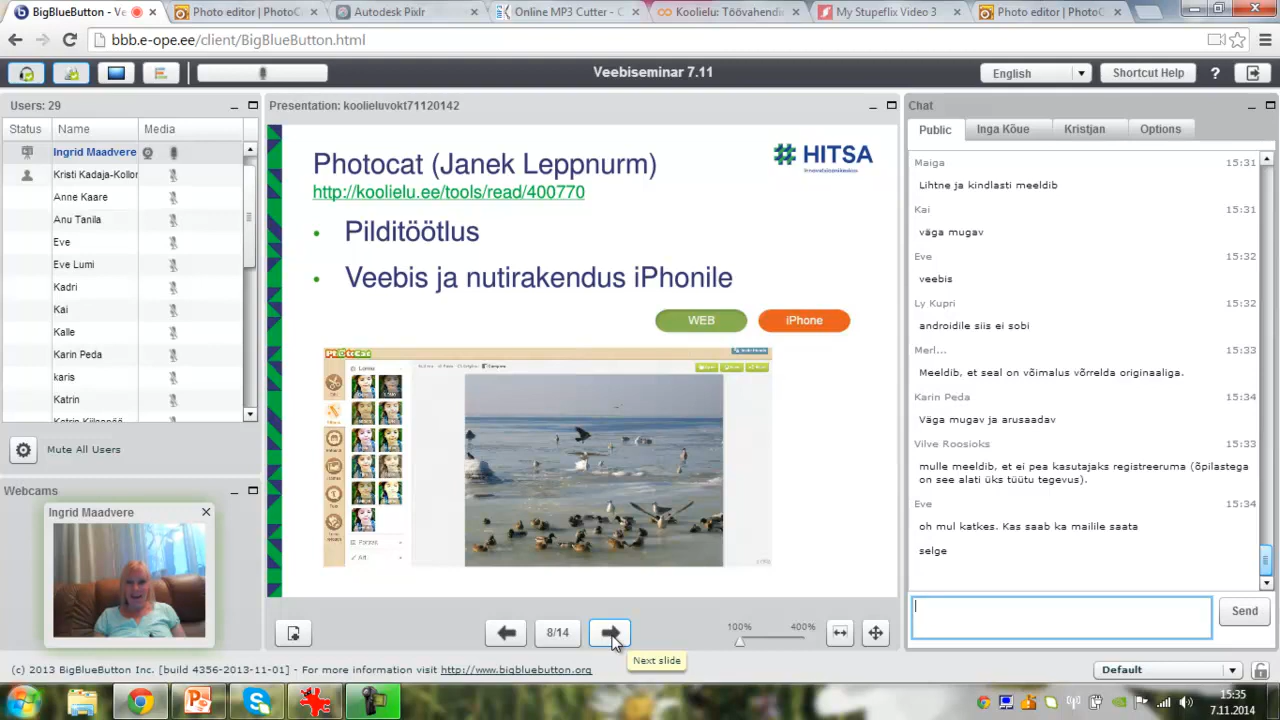 BigBlueButton - Ve
Photo editor | PhotoC
Autodesk Pixlr
Online MP3 Cutter - C
Koolielu: Töövahendin
My Stupeflix Video 3
Photo editor | PhotoC
bbb.e-ope.ee/client/BigBlueButton.html
Veebiseminar 7.11
English
Shortcut Help
?
Users: 29
Status
Name
Media
Ingrid Maadvere
Kristi Kadaja-Kollo
Anne Kaare
Anu Tanila
Eve
Eve Lumi
Kadri
Kai
Kalle
Karin Peda
karis
Katrin
Mute All Users
Webcams
Ingrid Maadvere
Presentation: koolieluvokt71120142
Photocat (Janek Leppnurm)
http://koolielu.ee/tools/read/400770
HITSA
Innovatsioonikeskus
• Pilditöötlus
• Veebis ja nutirakendus iPhonile
WEB
iPhone
PhotoCat
8/14
100%
400%
Next slide
Chat
Public
Inga Kõue
Kristjan
Options
Maiga 15:31
Lihtne ja kindlasti meeldib
Kai 15:31
väga mugav
Eve 15:32
veebis
Ly Kupri 15:32
androidile siis ei sobi
Merl... 15:33
Meeldib, et seal on võimalus võrrelda originaaliga.
Karin Peda 15:34
Väga mugav ja arusaadav
Vilve Roosioks 15:33
mulle meeldib, et ei pea kasutajaks registreeruma (õpilastega
on see alati üks tüütu tegevus).
Eve 15:34
oh mul katkes. Kas saab ka mailile saata
selge
Send
(c) 2013 BigBlueButton Inc. [build 4356-2013-11-01] - For more information visit http://www.bigbluebutton.org
Default
15:35
7.11.2014